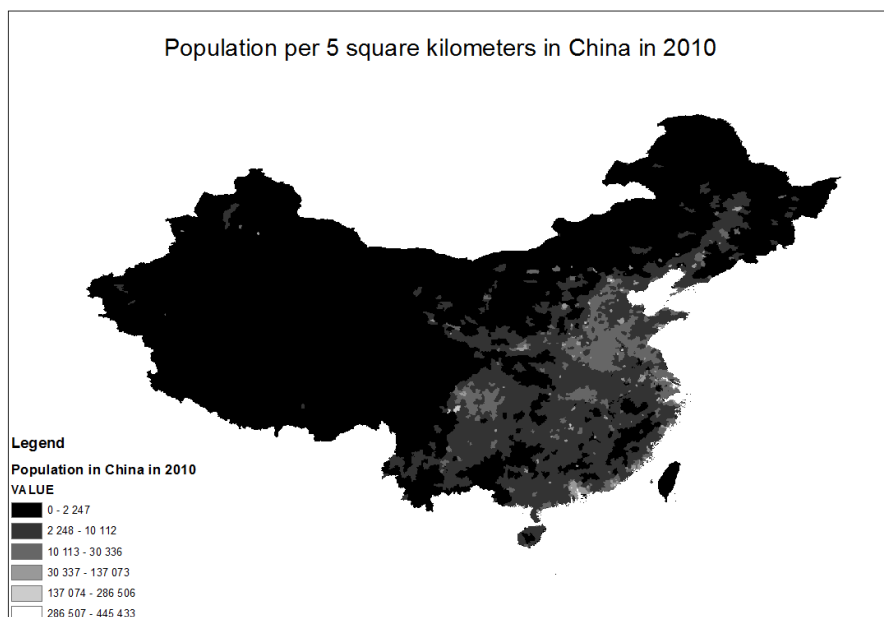 Population per 5 square kilometers in China in 2010
Legend
Population in China in 2010
VALUE
0 - 2 247
2 248 - 10 112
10 113 - 30 336
30 337 - 137 073
137 074 - 286 506
286 507 - 445 433